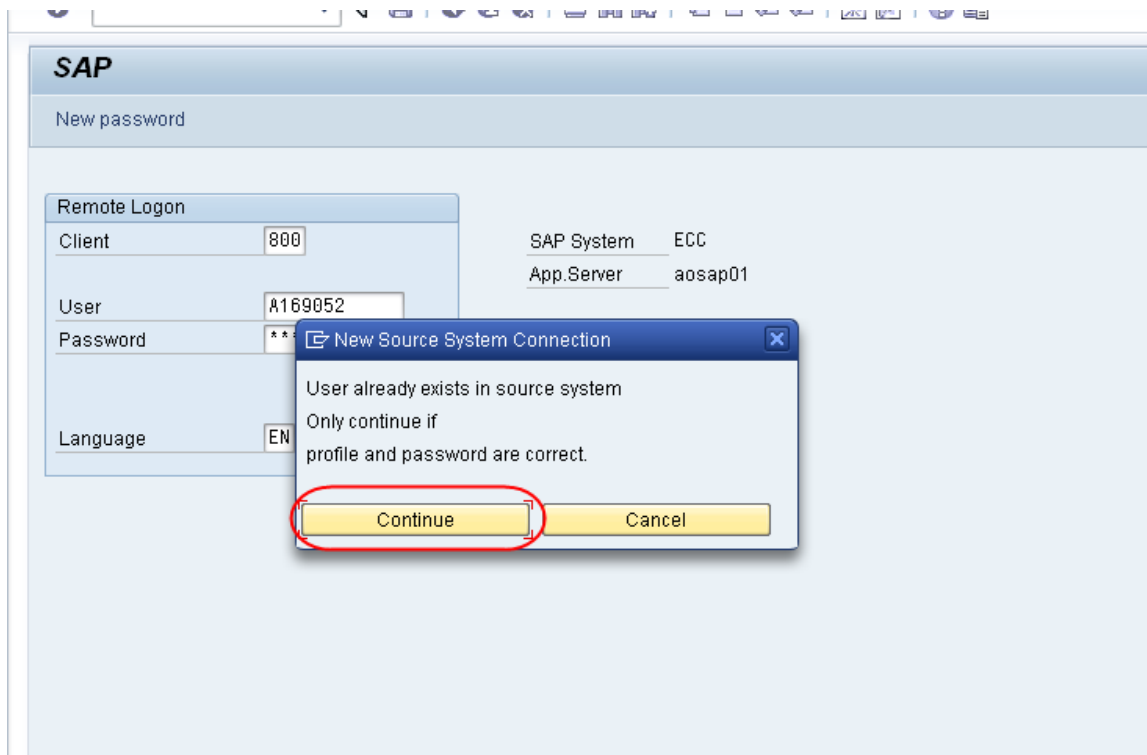 SAP
New password
Remote Logon
Client 800
SAP System ECC
App.Server aosap01
User A169052
Password ***
Language EN
New Source System Connection
User already exists in source system
Only continue if
profile and password are correct.
Continue Cancel